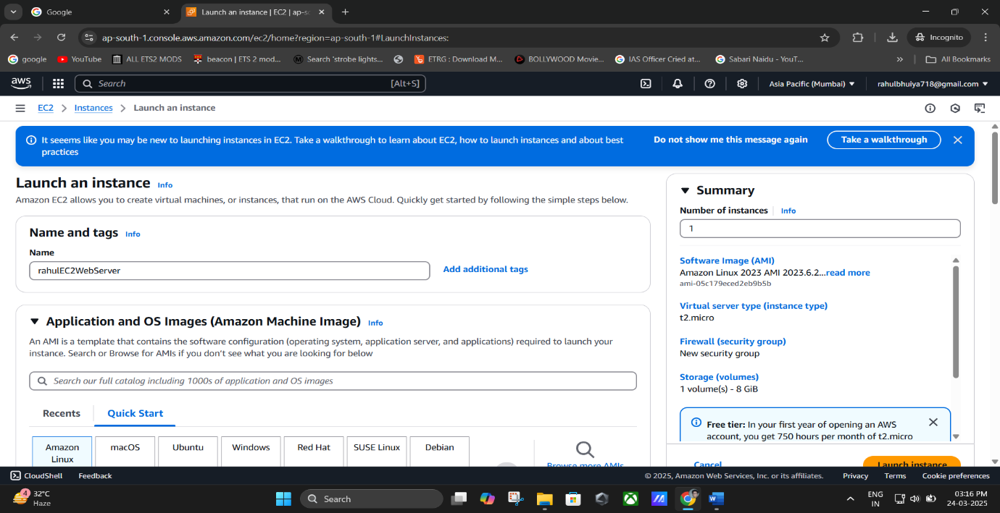 Google
Launch an instance | EC2 | ap-so
ap-south-1.console.aws.amazon.com/ec2/home?region=ap-south-1#LaunchInstances:
Incognito
google
YouTube
ALL ETS2 MODS
beacon | ETS 2 mod...
Search 'strobe lights...
ETRG : Download M...
BOLLYWOOD Movie...
IAS Officer Cried at...
Sabari Naidu - YouT...
All Bookmarks
aws
Search
[Alt+S]
Asia Pacific (Mumbai)
rahulbhuiya718@gmail.com
EC2
Instances
Launch an instance
It seeems like you may be new to launching instances in EC2. Take a walkthrough to learn about EC2, how to launch instances and about best
practices
Do not show me this message again
Take a walkthrough
Launch an instance Info
Amazon EC2 allows you to create virtual machines, or instances, that run on the AWS Cloud. Quickly get started by following the simple steps below.
Name and tags Info
Name
rahulEC2WebServer
Add additional tags
Application and OS Images (Amazon Machine Image) Info
An AMI is a template that contains the software configuration (operating system, application server, and applications) required to launch your
instance. Search or Browse for AMIs if you don't see what you are looking for below
Search our full catalog including 1000s of application and OS images
Recents
Quick Start
Amazon
Linux
macOS
Ubuntu
Windows
Red Hat
SUSE Linux
Debian
Browse more AMIs
Summary
Number of instances
Info
1
Software Image (AMI)
Amazon Linux 2023 AMI 2023.6.2...read more
ami-05c179eced2eb9b5b
Virtual server type (instance type)
t2.micro
Firewall (security group)
New security group
Storage (volumes)
1 volume(s) - 8 GiB
Free tier: In your first year of opening an AWS
account, you get 750 hours per month of t2.micro
Cancel
Launch instance
CloudShell
Feedback
© 2025, Amazon Web Services, Inc. or its affiliates.
Privacy
Terms
Cookie preferences
4
32°C
Haze
Search
ENG
IN
03:16 PM
24-03-2025